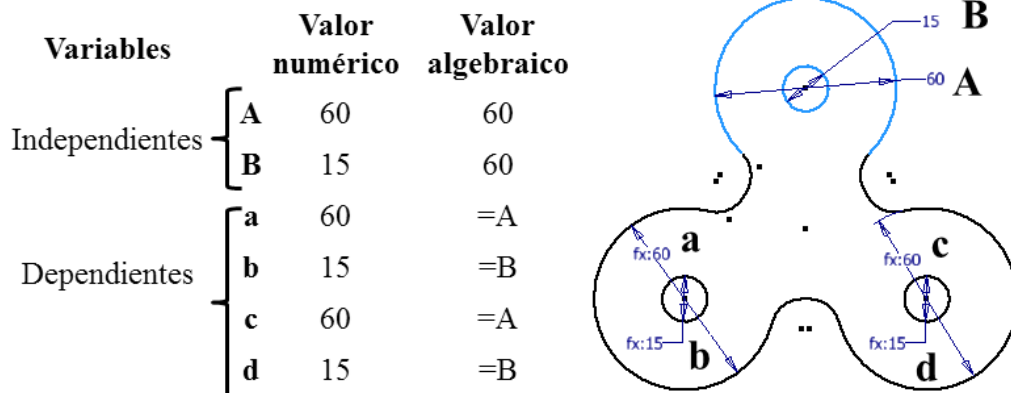 Variables Valor numérico Valor algebraico
Independientes
A 60 60
B 15 60
Dependientes
a 60 =A
b 15 =B
c 60 =A
d 15 =B
15 B
60 A
a c
fx:60 fx:60
fx:15 fx:15
b d